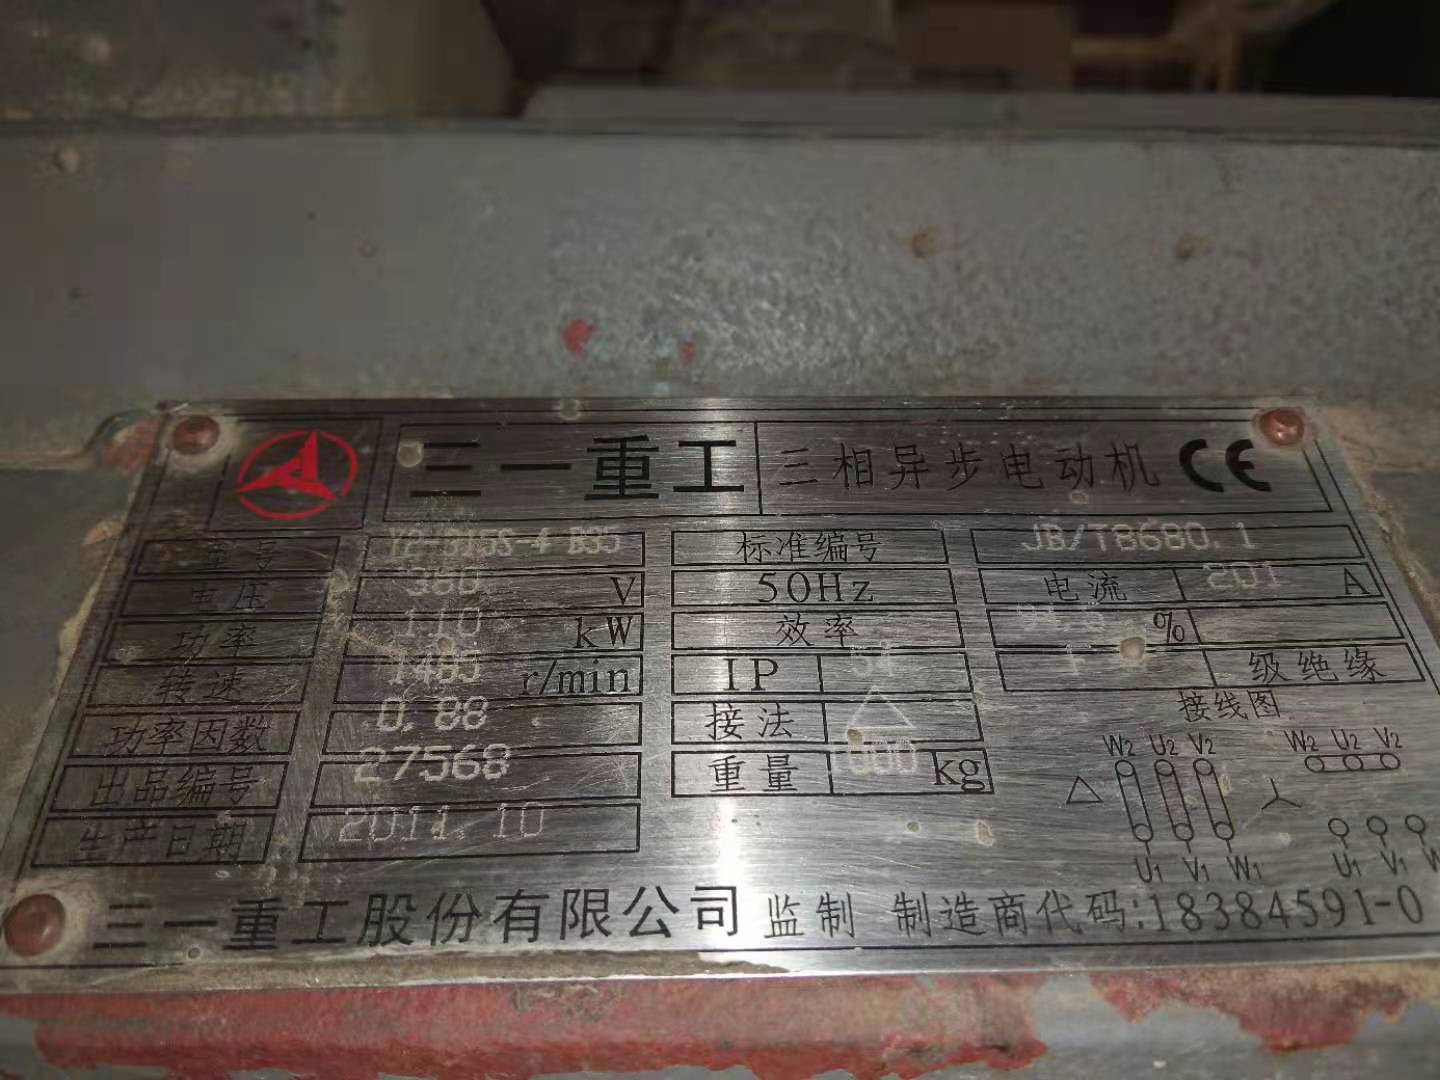 三一重工 三相异步电动机 CE
型号 Y2-315S-4 B35 标准编号 JB/T8680.1
电压 380 V 50Hz 电流 201 A
功率 110 kW 效率 %
转速 r/min IP 级绝缘
功率因数 0.88 接法 △ 接线图
出品编号 27568 重量 kg
生产日期 2011.10
W2 U2 V2 W2 U2 V2
△
U1 V1 W1 U1 V1
三一重工股份有限公司 监制 制造商代码:18384591-0